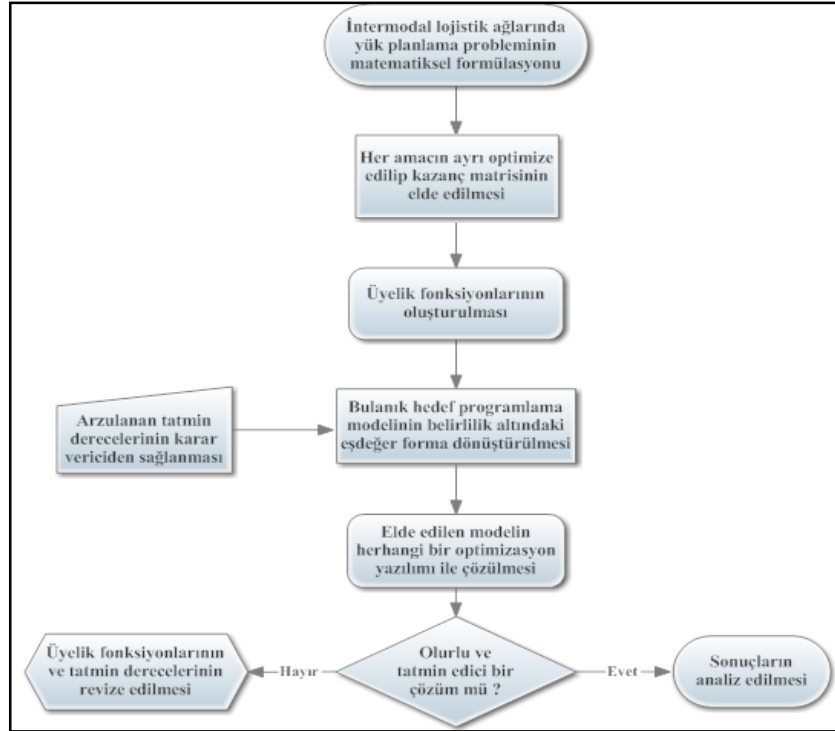 İntermodal lojistik ağlarında
yük planlama probleminin
matematiksel formülasyonu
Her amacın ayrı optimize
edilip kazanç matrisinin
elde edilmesi
Üyelik fonksiyonlarının
oluşturulması
Arzulanan tatmin
derecelerinin karar
vericiden sağlanması
Bulanık hedef programlama
modelinin belirlilik altındaki
eşdeğer forma dönüştürülmesi
Elde edilen modelin
herhangi bir optimizasyon
yazılımı ile çözülmesi
Olurlu ve
tatmin edici bir
çözüm mü ?
Hayır
Üyelik fonksiyonlarının
ve tatmin derecelerinin
revize edilmesi
Evet
Sonuçların
analiz edilmesi